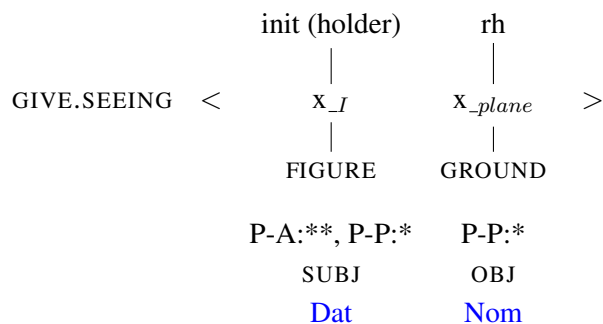 init (holder) rh
GIVE.SEEING < x_I x_plane >
FIGURE GROUND
P-A:**, P-P:* P-P:*
SUBJ OBJ
Dat Nom